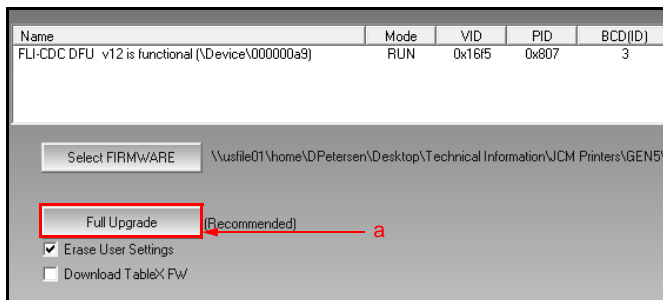 Name Mode VID PID BCD(ID)
FLI-CDC DFU v12 is functional (\Device\000000a9) RUN 0x16f5 0x807 3
Select FIRMWARE \\usfile01\home\DPetersen\Desktop\Technical Information\JCM Printers\GEN5\
Full Upgrade (Recommended) a
Erase User Settings
Download TableX FW